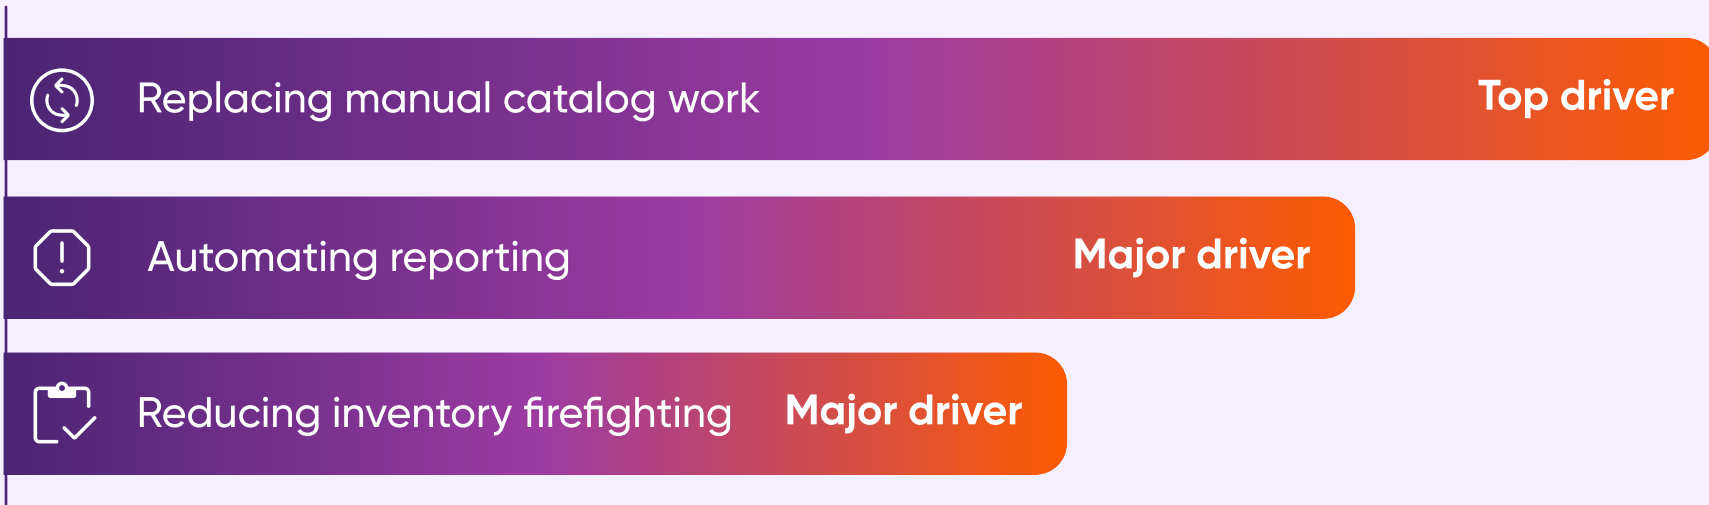 Replacing manual catalog work Top driver
Automating reporting Major driver
Reducing inventory firefighting Major driver